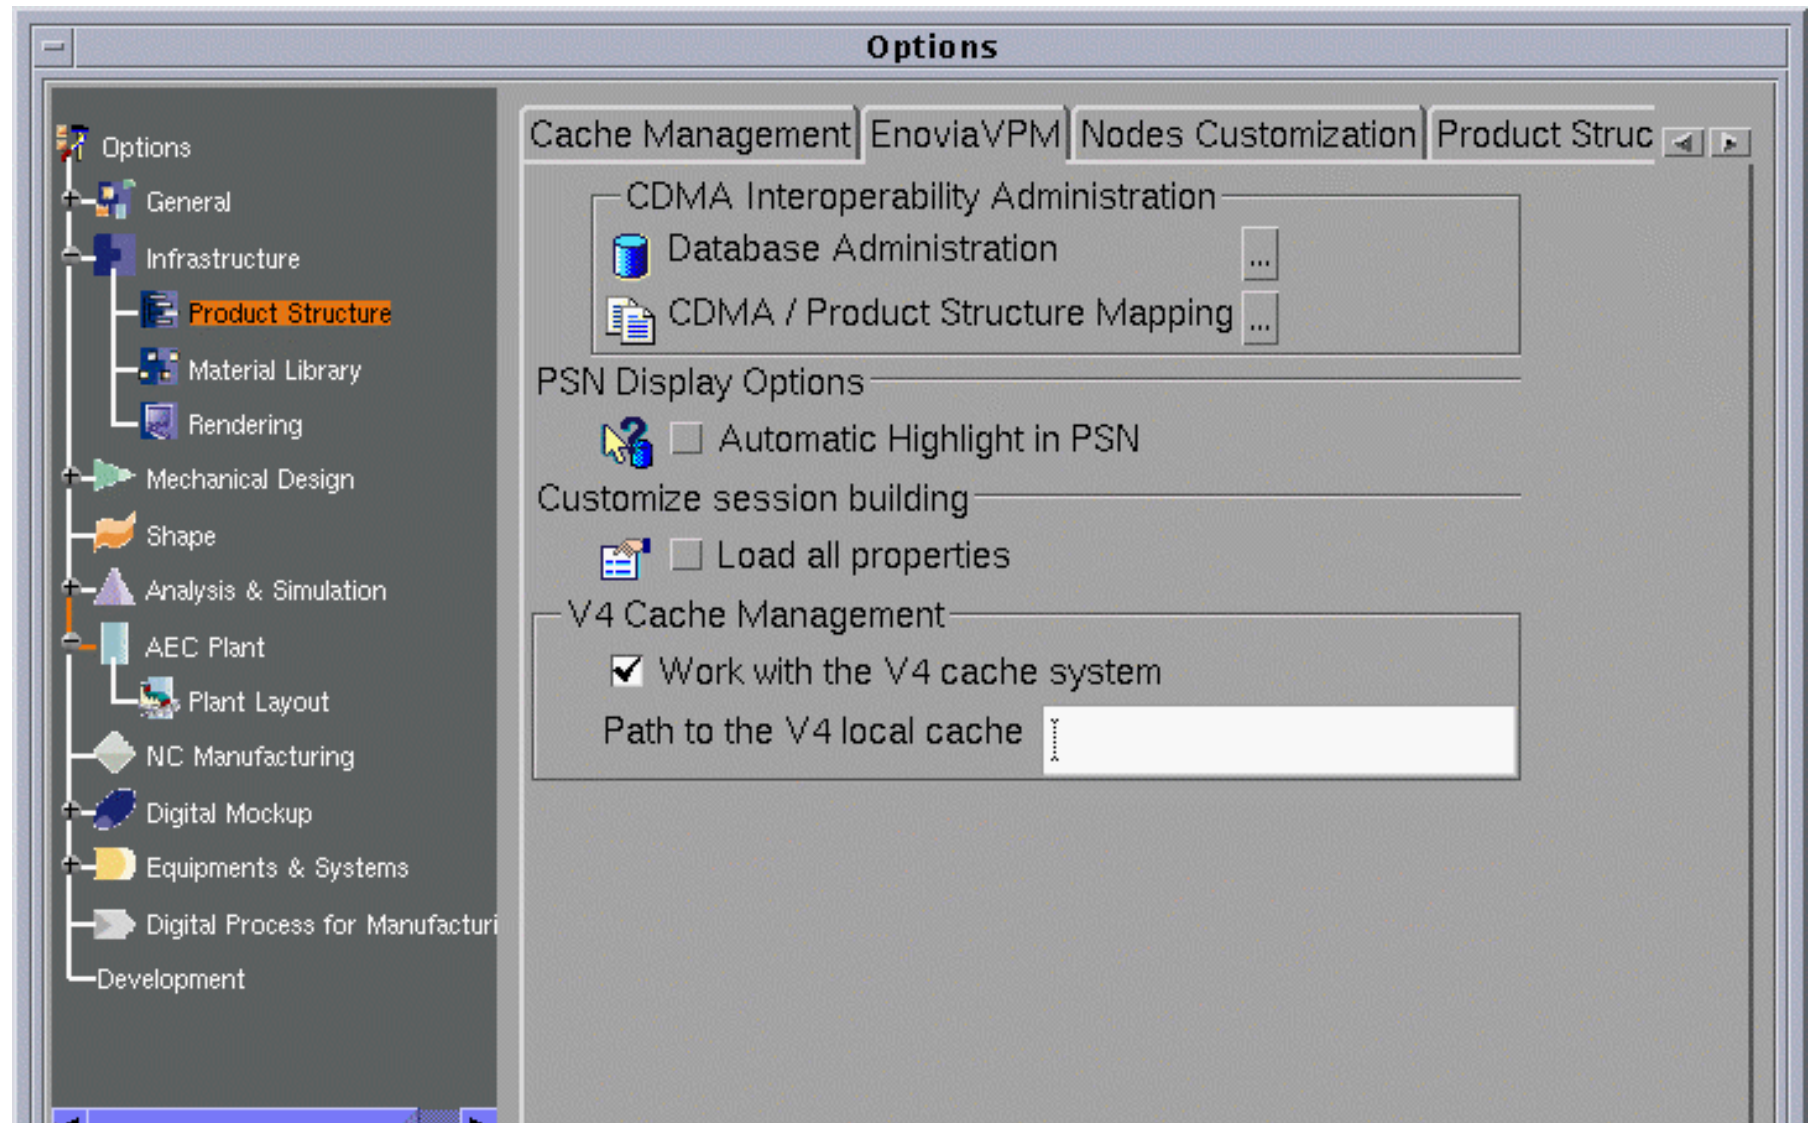 Options
Options
General
Infrastructure
Product Structure
Material Library
Rendering
Mechanical Design
Shape
Analysis & Simulation
AEC Plant
Plant Layout
NC Manufacturing
Digital Mockup
Equipments & Systems
Digital Process for Manufacturi
Development
Cache Management EnoviaVPM Nodes Customization Product Struc
CDMA Interoperability Administration
Database Administration ...
CDMA / Product Structure Mapping ...
PSN Display Options
Automatic Highlight in PSN
Customize session building
Load all properties
V4 Cache Management
Work with the V4 cache system
Path to the V4 local cache